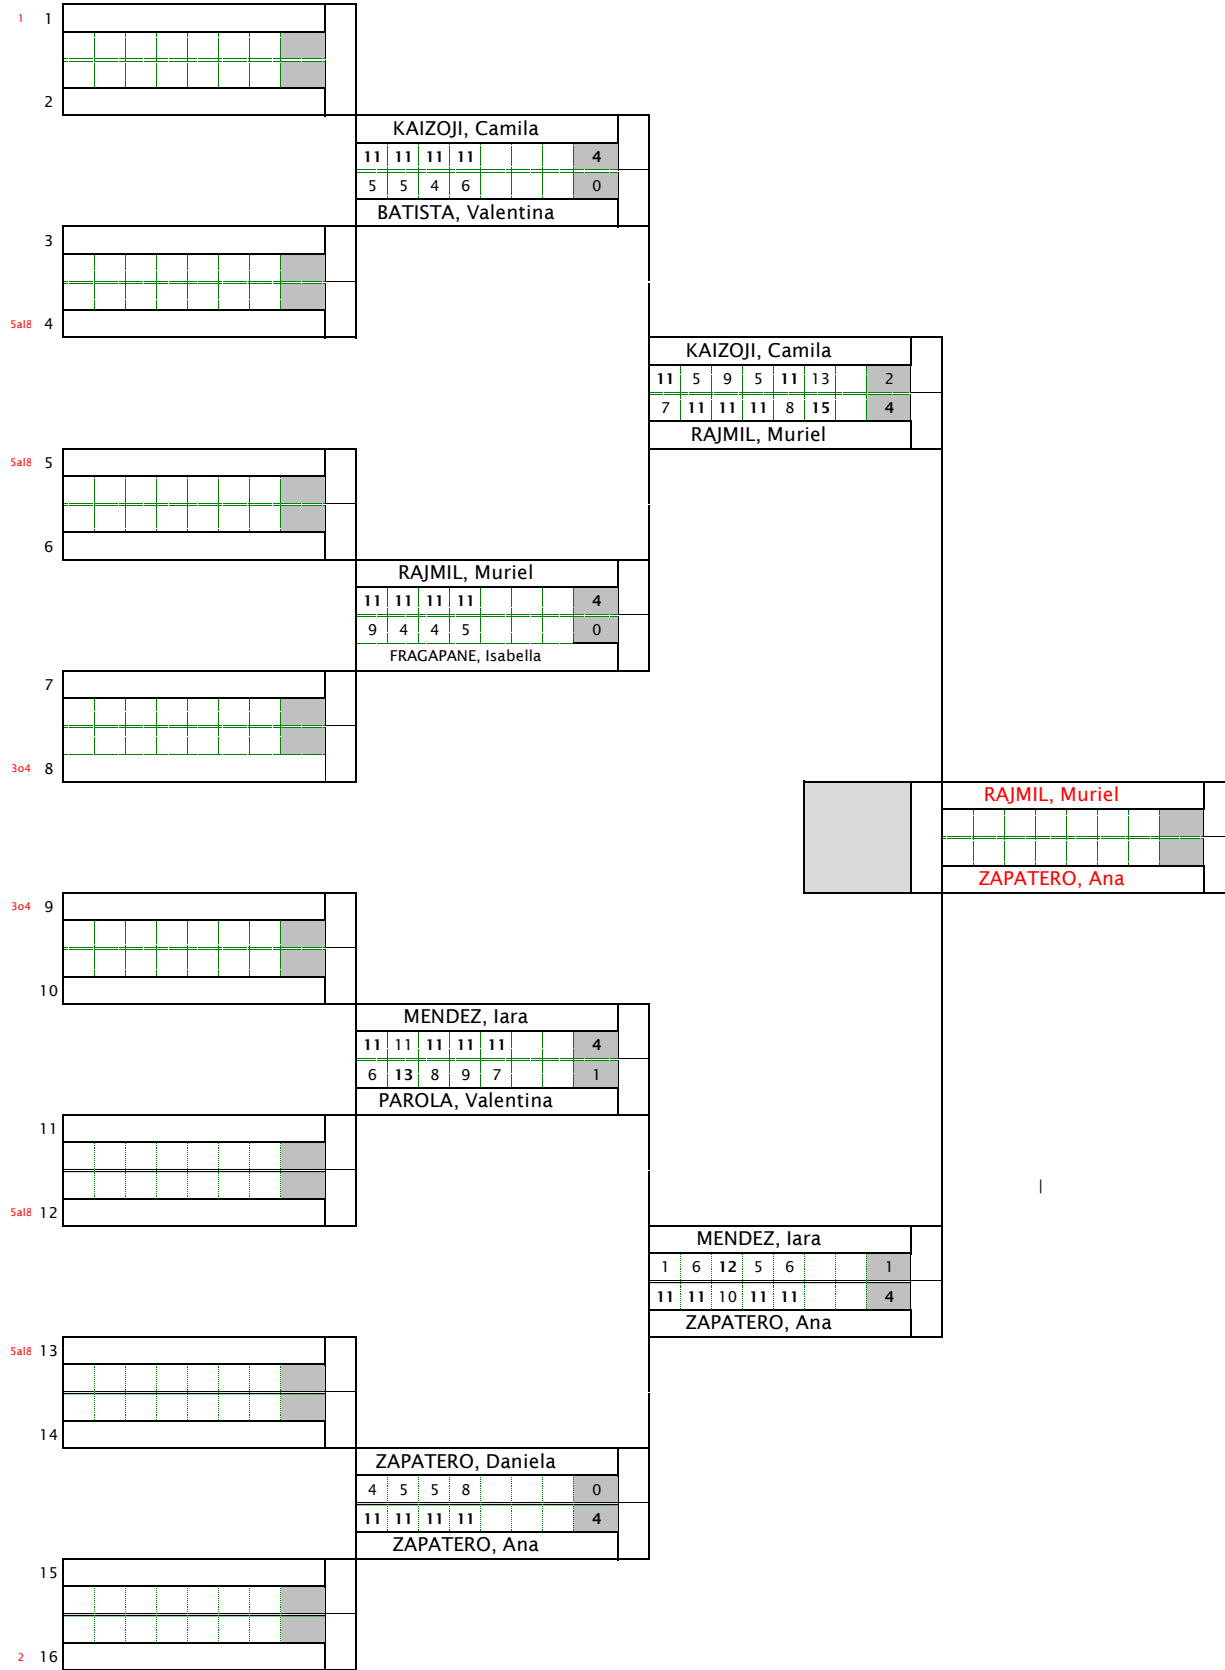 1 1
2
KAIZOJI, Camila
11 11 11 11 4
5 5 4 6 0
BATISTA, Valentina
3
5al8 4
KAIZOJI, Camila
11 5 9 5 11 13 2
7 11 11 11 8 15 4
RAJMIL, Muriel
5al8 5
6
RAJMIL, Muriel
11 11 11 11 4
9 4 4 5 0
FRAGAPANE, Isabella
7
3o4 8
RAJMIL, Muriel
ZAPATERO, Ana
3o4 9
10
MENDEZ, Iara
11 11 11 11 11 4
6 13 8 9 7 1
PAROLA, Valentina
11
5al8 12
|
MENDEZ, Iara
1 6 12 5 6 1
11 11 10 11 11 4
ZAPATERO, Ana
5al8 13
14
ZAPATERO, Daniela
4 5 5 8 0
11 11 11 11 4
ZAPATERO, Ana
15
2 16